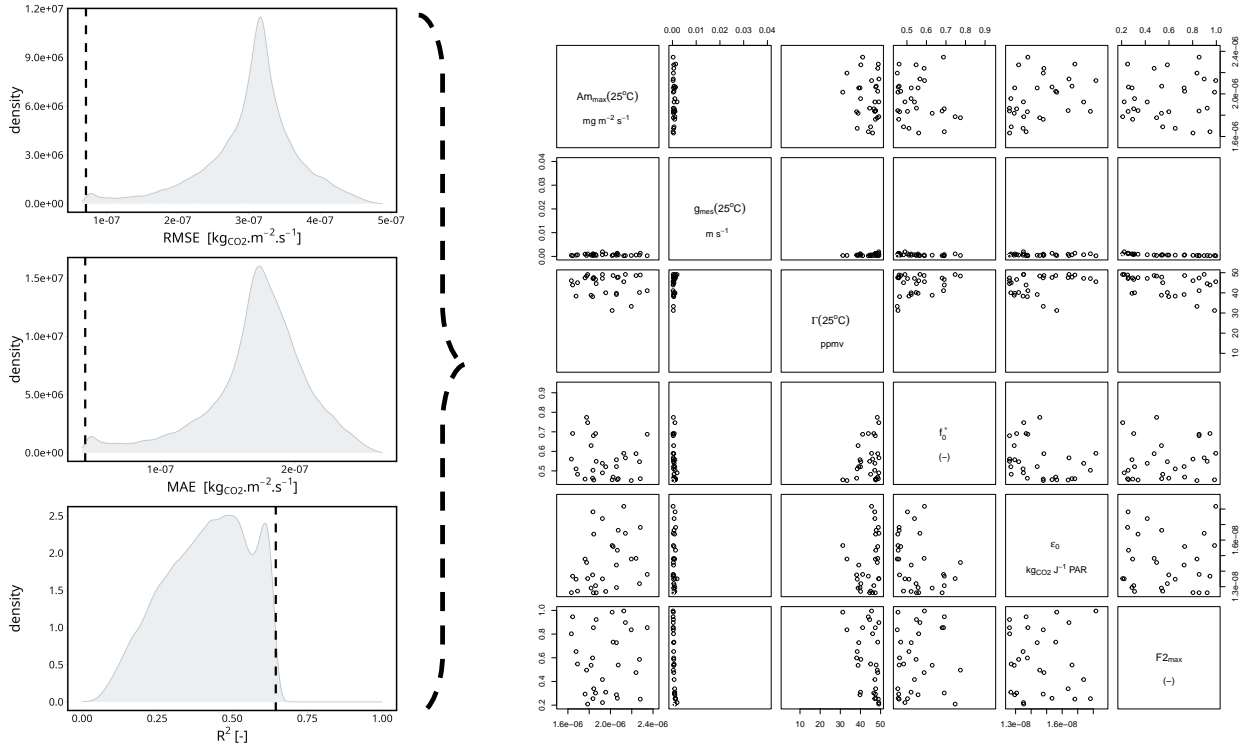 1.2e+07
9.0e+06
6.0e+06
3.0e+06
0.0e+00
density
1e-07 2e-07 3e-07 4e-07 5e-07
RMSE [kg_CO2.m⁻².s⁻¹]
1.5e+07
1.0e+07
5.0e+06
0.0e+00
density
1e-07 2e-07
MAE [kg_CO2.m⁻².s⁻¹]
2.5
2.0
1.5
1.0
0.5
0.0
density
0.00 0.25 0.50 0.75 1.00
R² [-]
0.00 0.01 0.02 0.03 0.04
0.5 0.6 0.7 0.8 0.9
0.2 0.4 0.6 0.8 1.0
Am_max(25°C)
mg m⁻² s⁻¹
1.6e-06 2.0e-06 2.4e-06
0.00 0.01 0.02 0.03 0.04
g_mes(25°C)
m s⁻¹
Γ(25°C)
ppmv
10 20 30 40 50
0.5 0.6 0.7 0.8 0.9
f₀*
(−)
ε₀
kg_CO2 J⁻¹ PAR
1.3e-08 1.6e-08
0.2 0.4 0.6 0.8 1.0
F2_max
(−)
1.6e-06 2.0e-06 2.4e-06
10 20 30 40 50
1.3e-08 1.6e-08